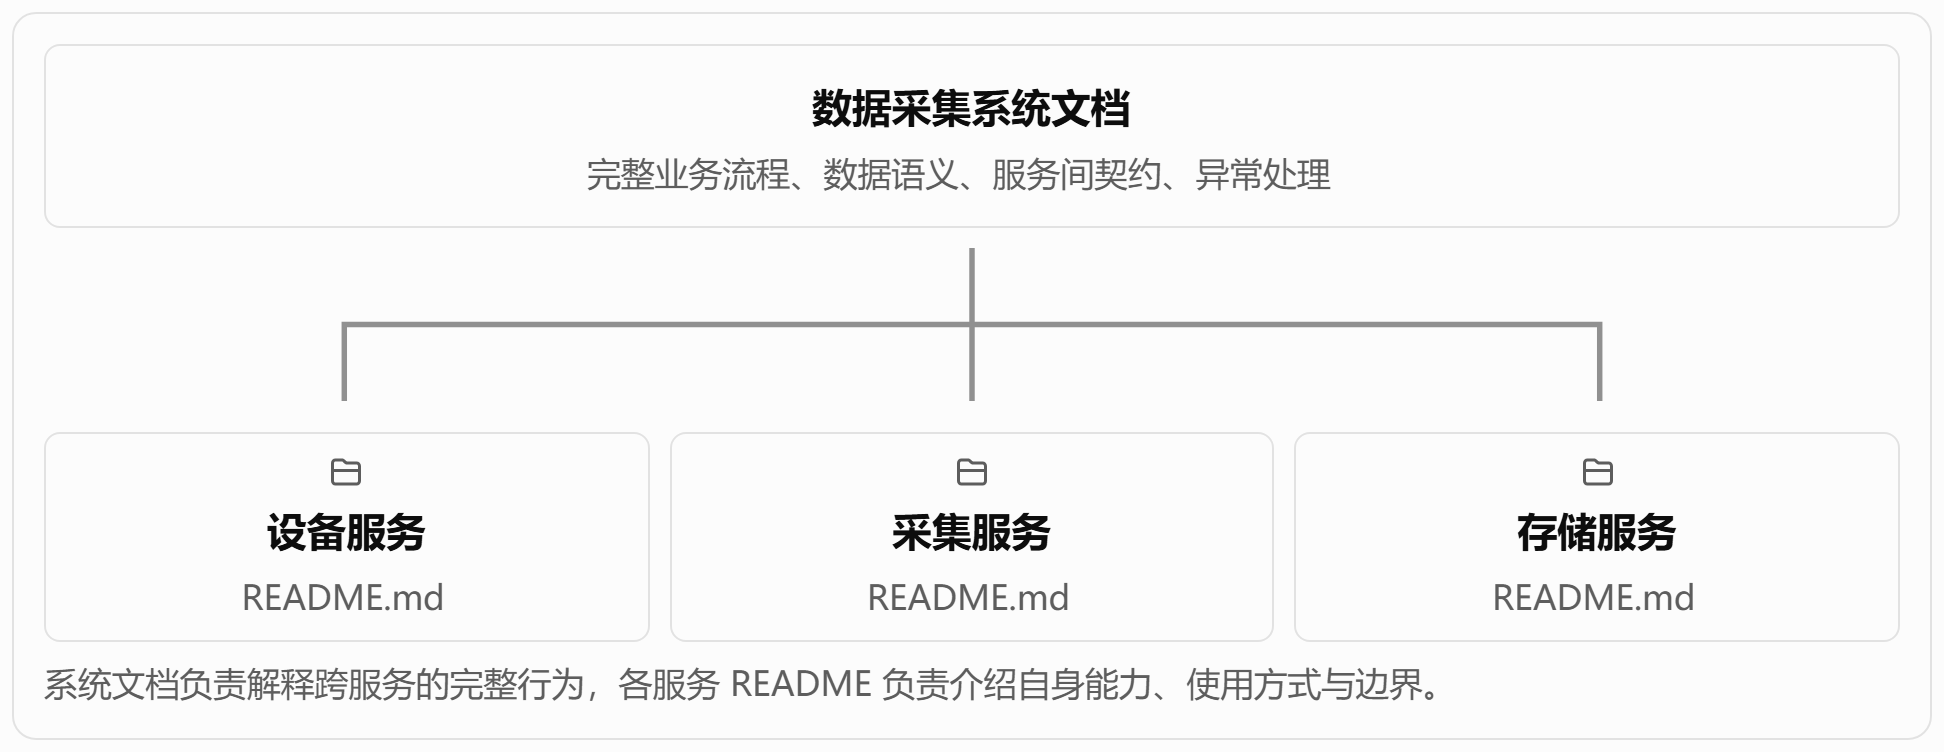 数据采集系统文档
完整业务流程、数据语义、服务间契约、异常处理
设备服务
README.md
采集服务
README.md
存储服务
README.md
系统文档负责解释跨服务的完整行为，各服务 README 负责介绍自身能力、使用方式与边界。